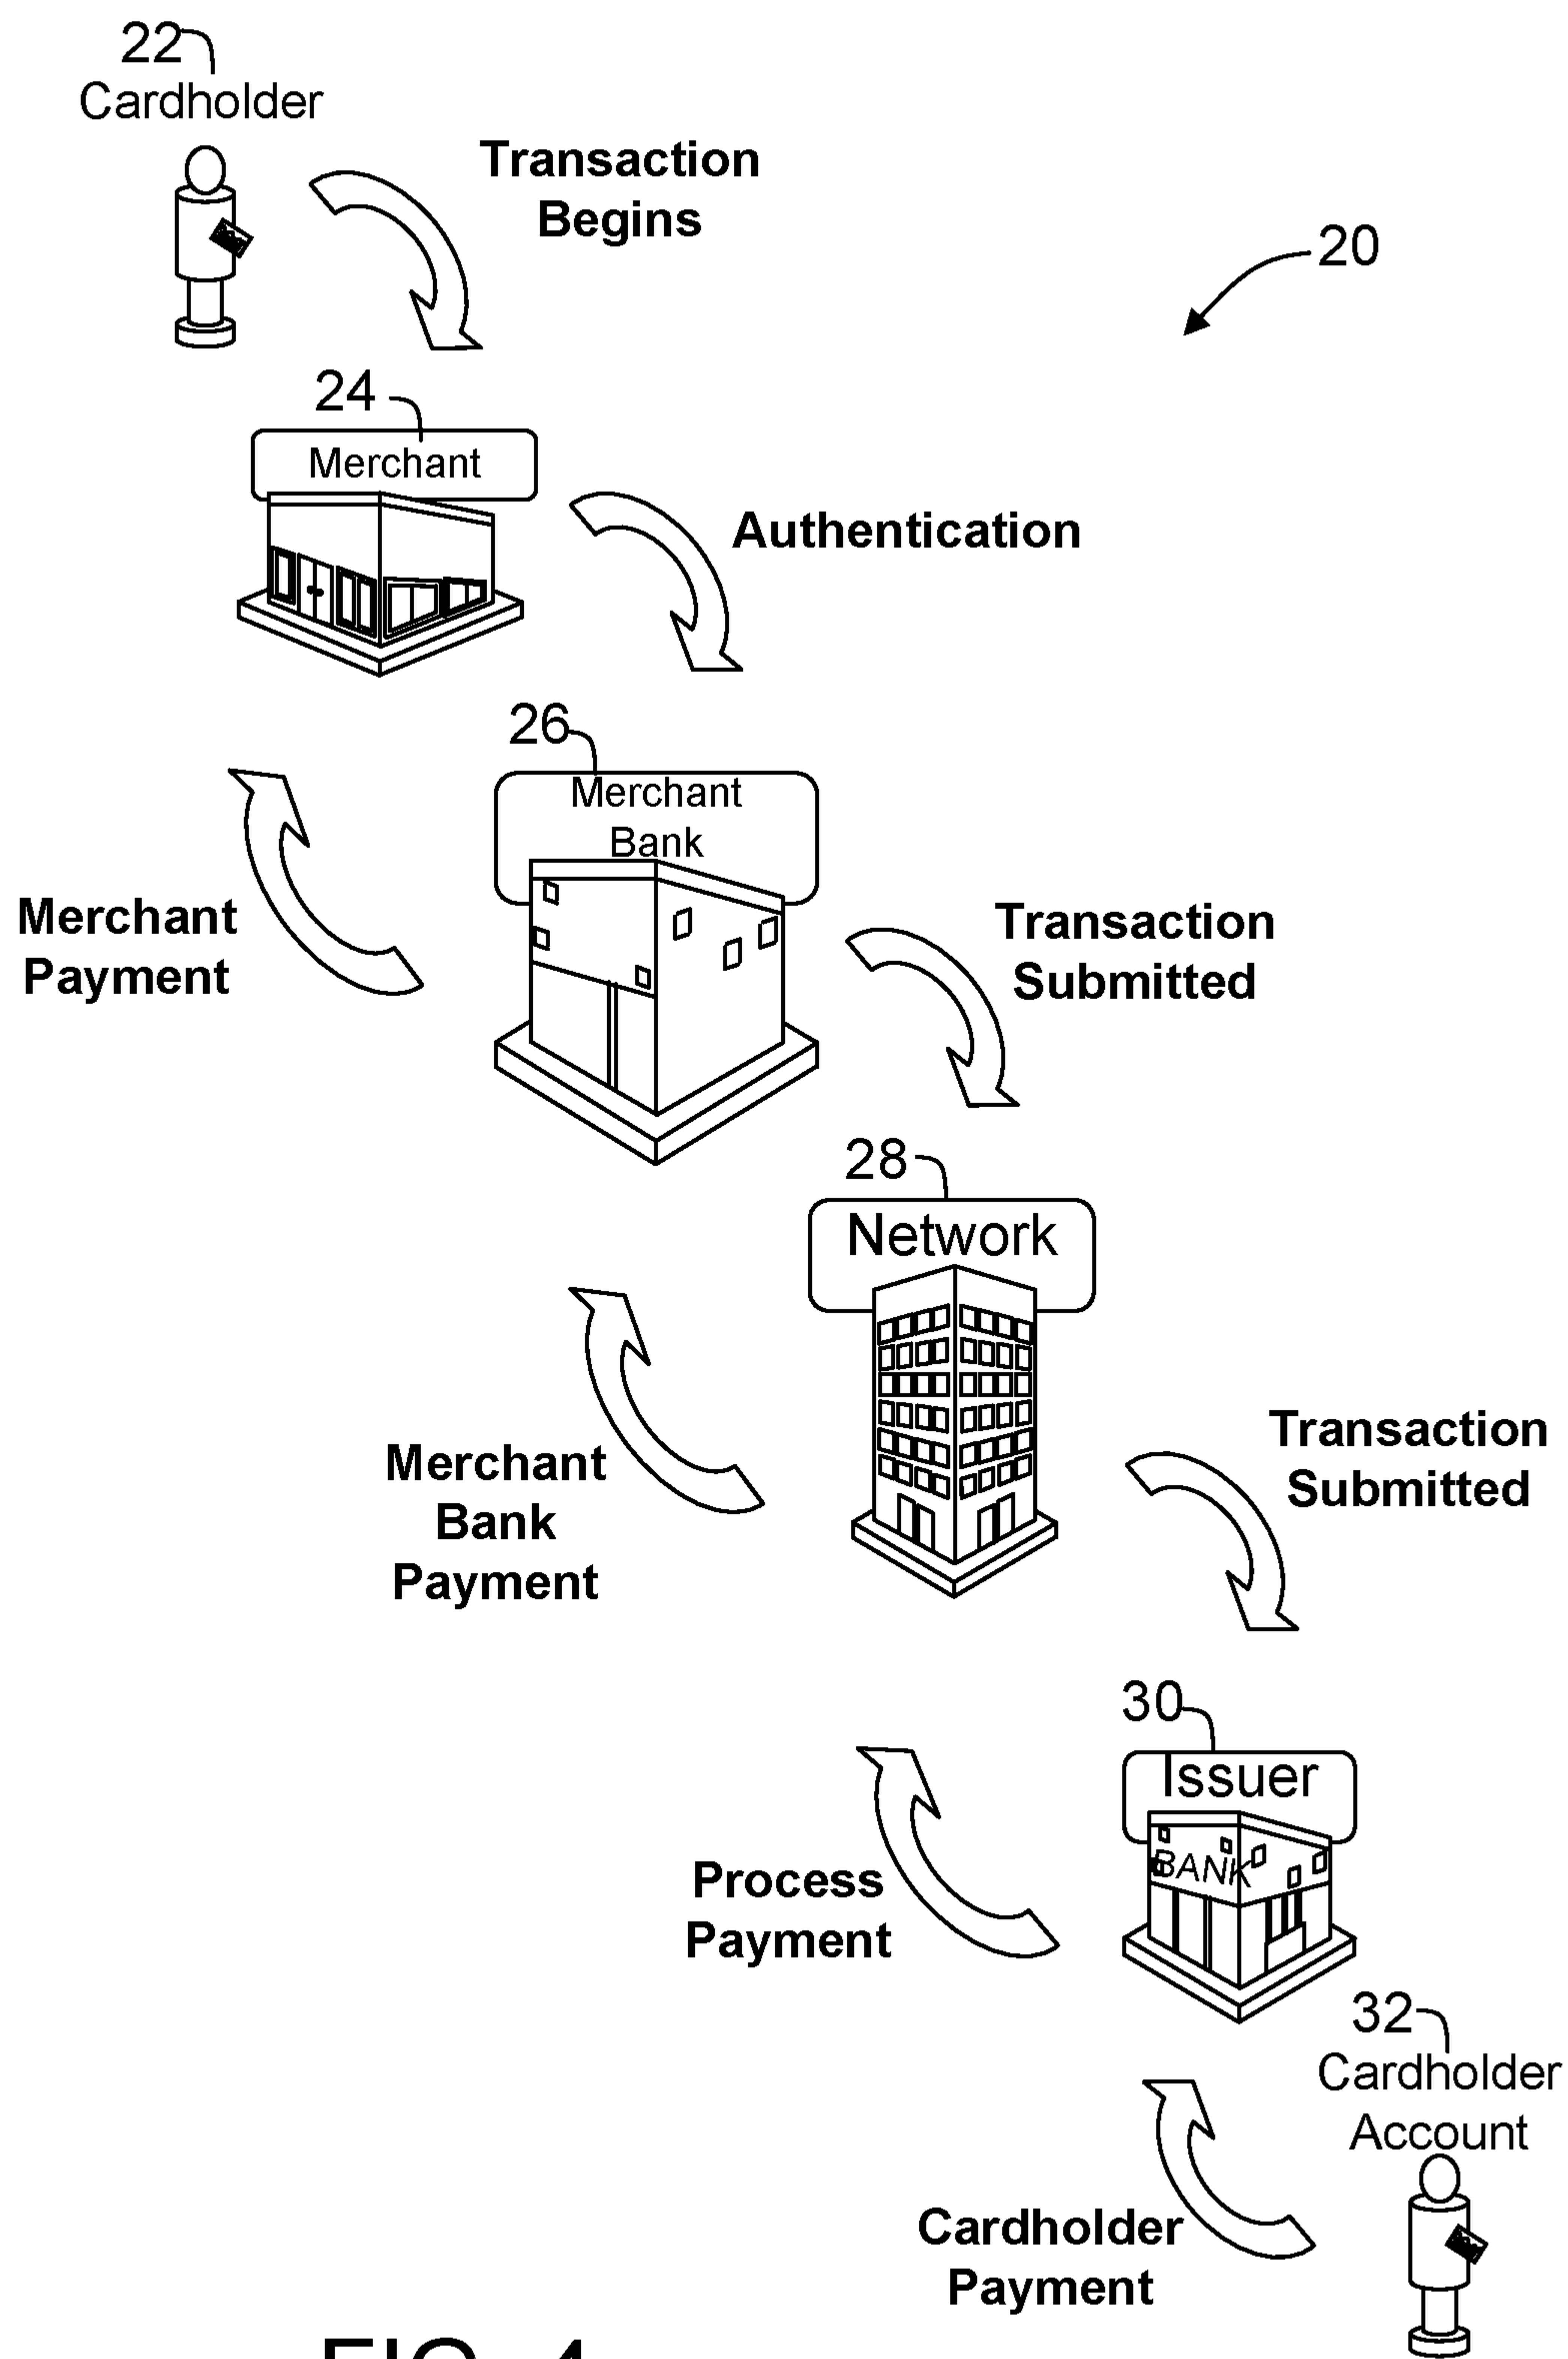 22
Cardholder
Transaction
Begins
20
24
Merchant
Authentication
26
Merchant
Bank
Merchant
Payment
Transaction
Submitted
28
Network
Merchant
Bank
Payment
Transaction
Submitted
30
Issuer
BANK
Process
Payment
32
Cardholder
Account
Cardholder
Payment